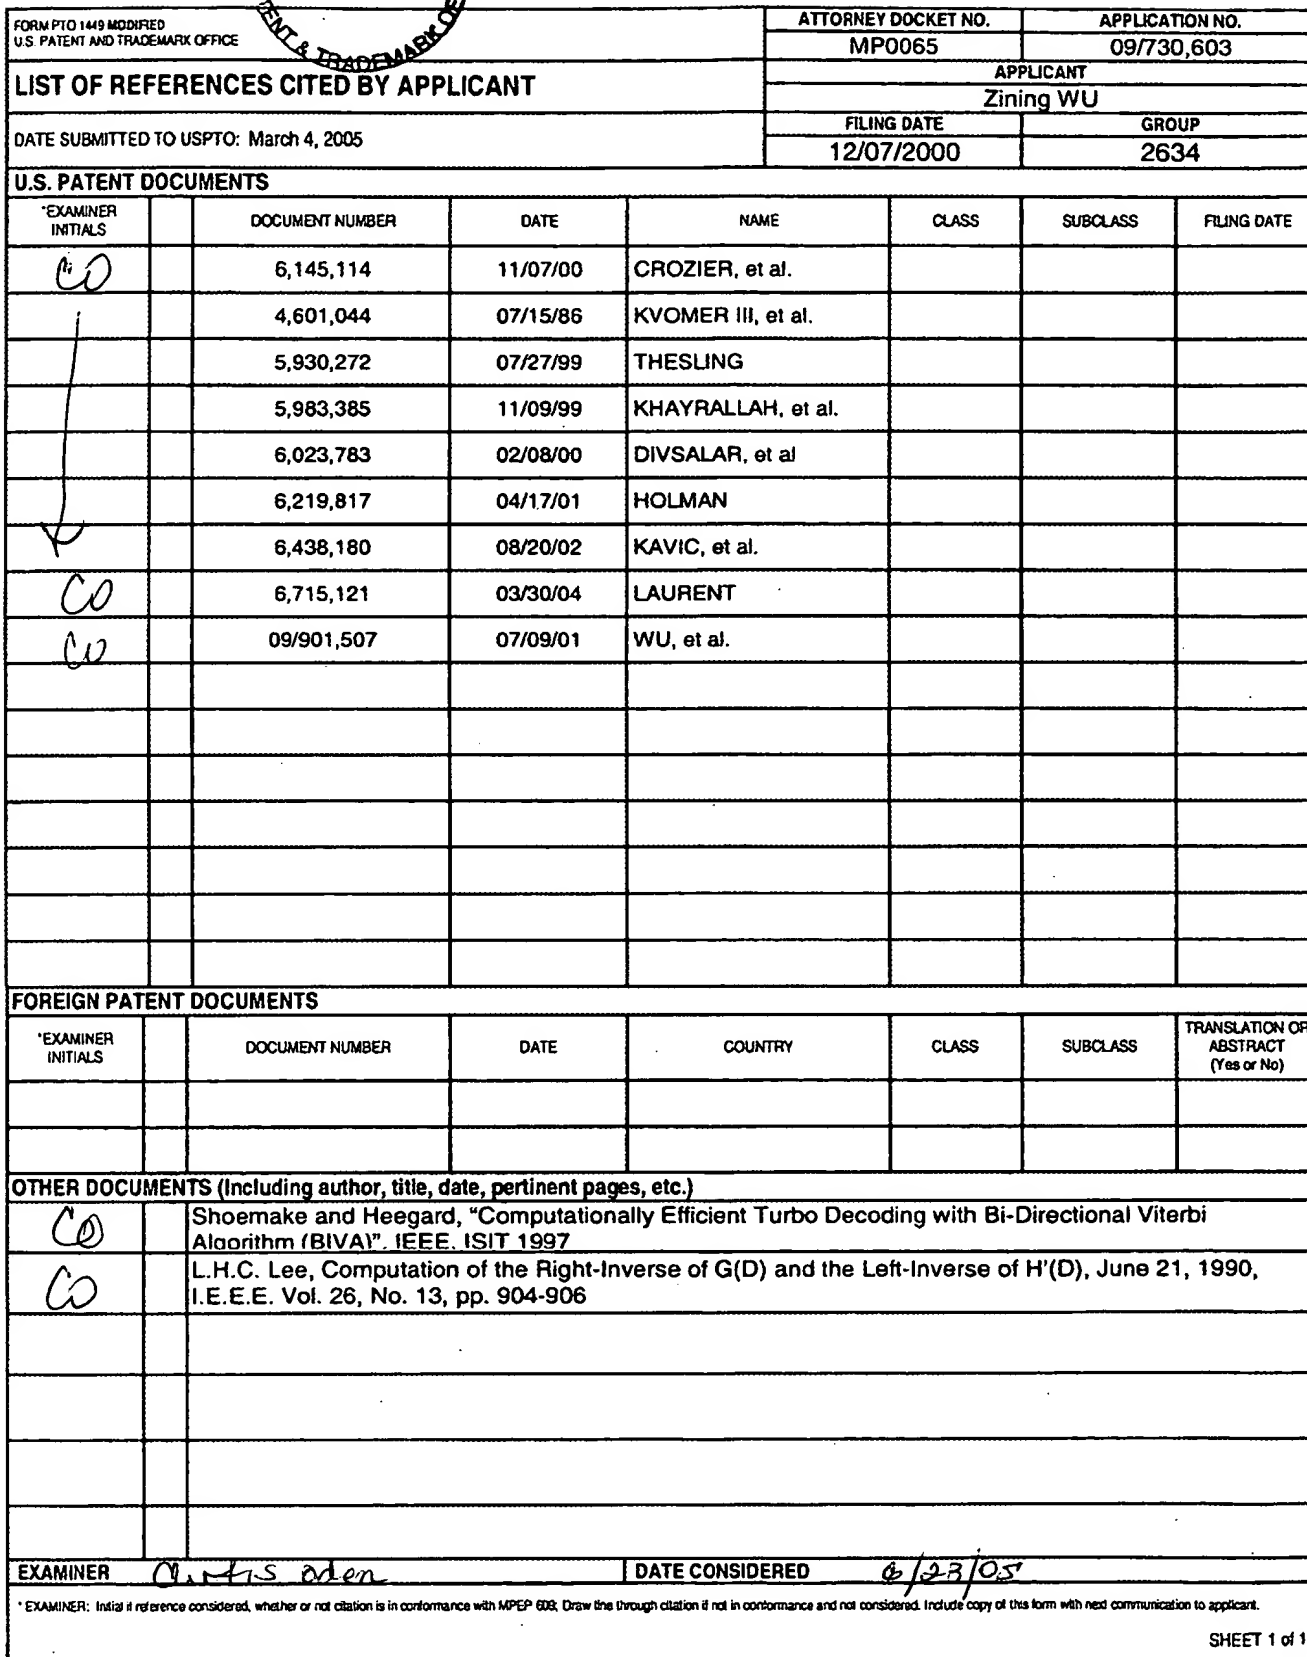 ENT & TRADEMARK OF
FORM PTO 1449 MODIFIED
U.S. PATENT AND TRADEMARK OFFICE
ATTORNEY DOCKET NO. APPLICATION NO.
MP0065 09/730,603
LIST OF REFERENCES CITED BY APPLICANT
APPLICANT
Zining WU
DATE SUBMITTED TO USPTO: March 4, 2005
FILING DATE GROUP
12/07/2000 2634
U.S. PATENT DOCUMENTS
*EXAMINER INITIALS DOCUMENT NUMBER DATE NAME CLASS SUBCLASS FILING DATE
CO 6,145,114 11/07/00 CROZIER, et al.
4,601,044 07/15/86 KVOMER III, et al.
5,930,272 07/27/99 THESLING
5,983,385 11/09/99 KHAYRALLAH, et al.
6,023,783 02/08/00 DIVSALAR, et al
6,219,817 04/17/01 HOLMAN
6,438,180 08/20/02 KAVIC, et al.
CO 6,715,121 03/30/04 LAURENT
CO 09/901,507 07/09/01 WU, et al.
FOREIGN PATENT DOCUMENTS
*EXAMINER INITIALS DOCUMENT NUMBER DATE COUNTRY CLASS SUBCLASS TRANSLATION OR ABSTRACT (Yes or No)
OTHER DOCUMENTS (Including author, title, date, pertinent pages, etc.)
CO Shoemake and Heegard, "Computationally Efficient Turbo Decoding with Bi-Directional Viterbi
Algorithm (BIVA)", IEEE, ISIT 1997
CO L.H.C. Lee, Computation of the Right-Inverse of G(D) and the Left-Inverse of H'(D), June 21, 1990,
I.E.E.E. Vol. 26, No. 13, pp. 904-906
EXAMINER Curtis Oden DATE CONSIDERED 6/23/05
* EXAMINER: Initial if reference considered, whether or not citation is in conformance with MPEP 609; Draw line through citation if not in conformance and not considered. Include copy of this form with next communication to applicant.
SHEET 1 of 1